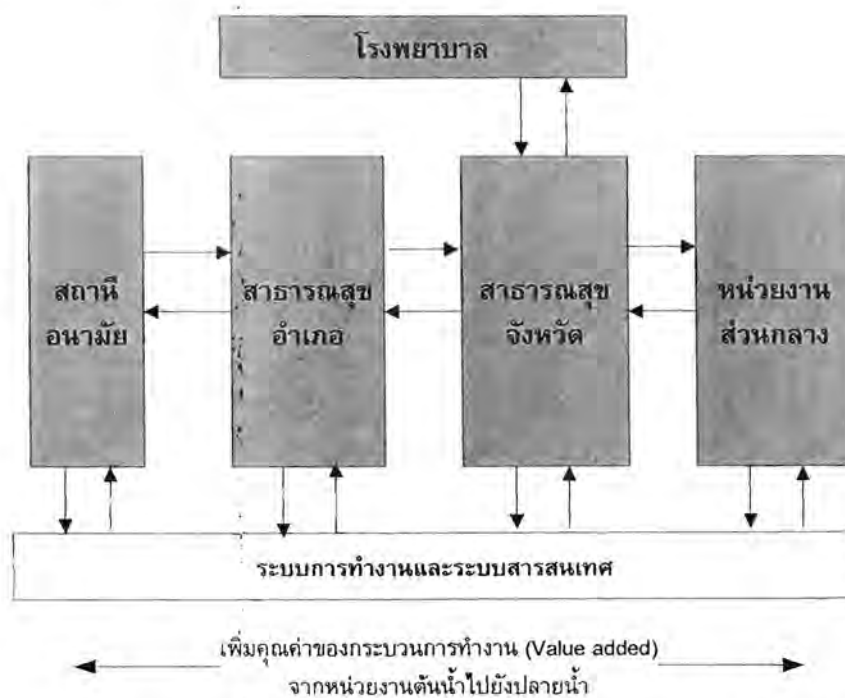 โรงพยาบาล
สถานี
อนามัย
สาธารณสุข
อำเภอ
สาธารณสุข
จังหวัด
หน่วยงาน
ส่วนกลาง
ระบบการทำงานและระบบสารสนเทศ
เพิ่มคุณค่าของกระบวนการทำงาน (Value added)
จากหน่วยงานต้นน้ำไปยังปลายน้ำ